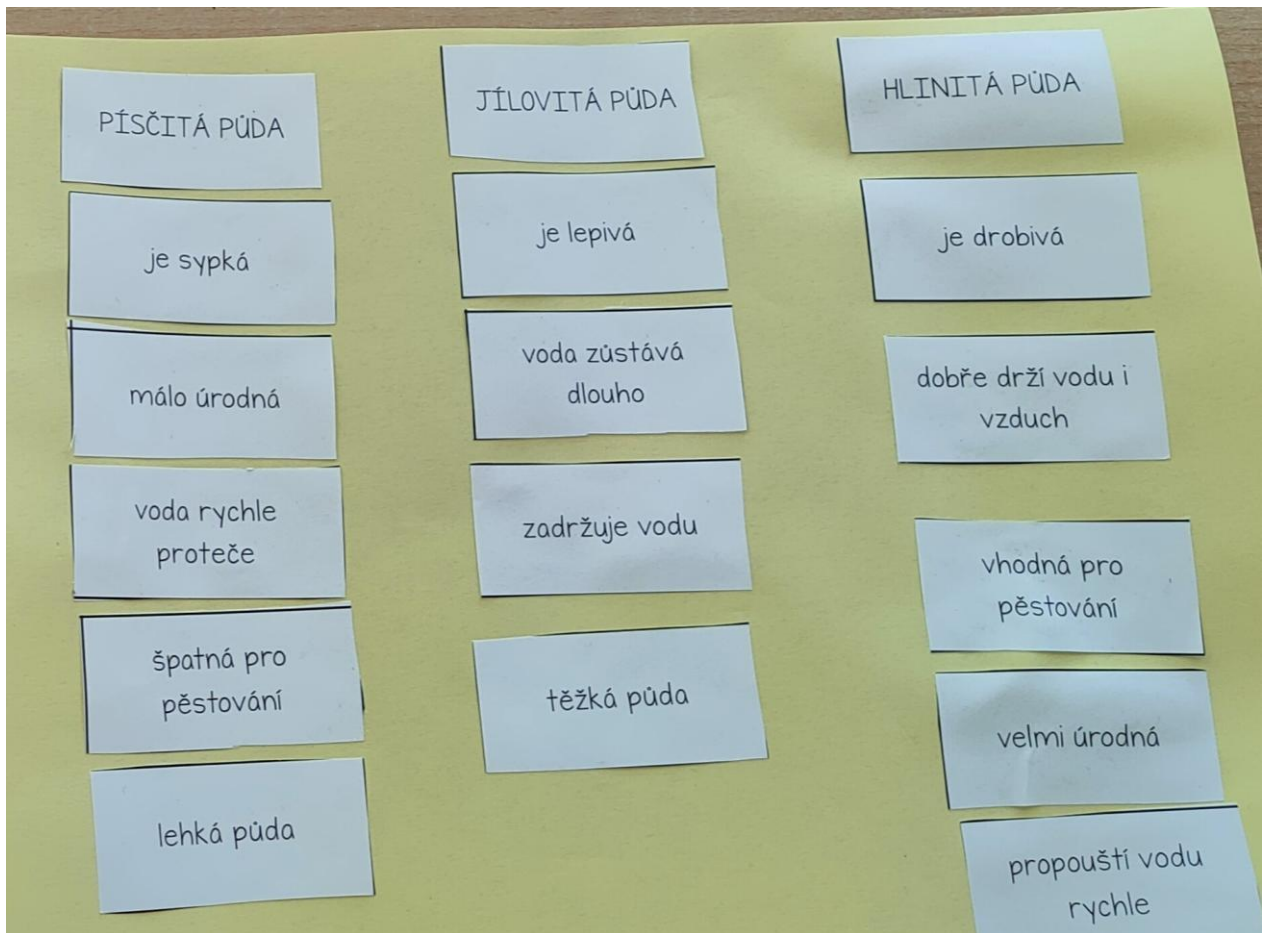 PÍSČITÁ PŮDA
je sypká
málo úrodná
voda rychle
proteče
špatná pro
pěstování
lehká půda
JÍLOVITÁ PŮDA
je lepivá
voda zůstává
dlouho
zadržuje vodu
těžká půda
HLINITÁ PŮDA
je drobivá
dobře drží vodu i
vzduch
vhodná pro
pěstování
velmi úrodná
propouští vodu
rychle